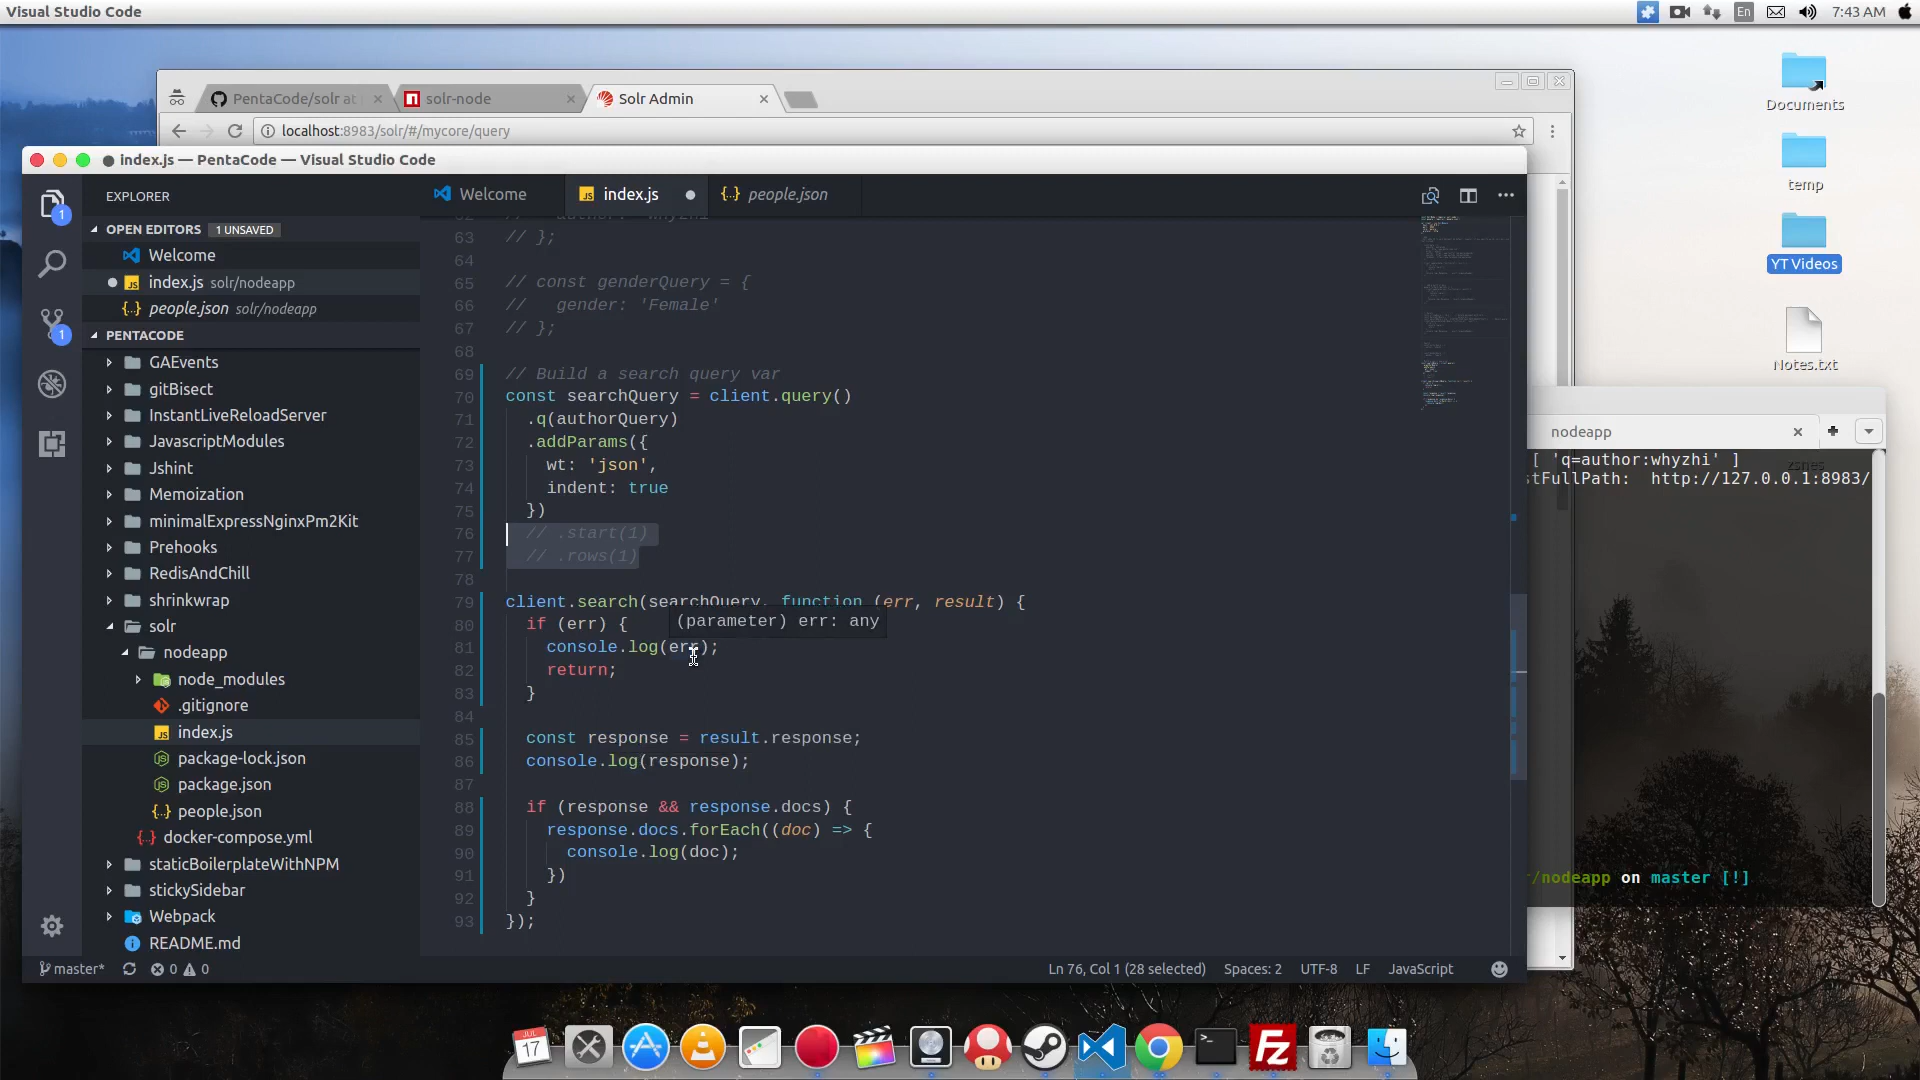 Visual Studio Code
En
7:43 AM
Documents
temp
YT Videos
Notes.txt
PentaCode/solr at
solr-node
Solr Admin
localhost:8983/solr/#/mycore/query
● index.js — PentaCode — Visual Studio Code
EXPLORER
OPEN EDITORS 1 UNSAVED
Welcome
index.js solr/nodeapp
people.json solr/nodeapp
PENTACODE
GAEvents
gitBisect
InstantLiveReloadServer
JavascriptModules
Jshint
Memoization
minimalExpressNginxPm2Kit
Prehooks
RedisAndChill
shrinkwrap
solr
nodeapp
node_modules
.gitignore
index.js
package-lock.json
package.json
people.json
docker-compose.yml
staticBoilerplateWithNPM
stickySidebar
Webpack
README.md
1
1
Welcome
index.js
people.json
63 // };
64
65 // const genderQuery = {
66 //   gender: 'Female'
67 // };
68
69 // Build a search query var
70 const searchQuery = client.query()
71   .q(authorQuery)
72   .addParams({
73     wt: 'json',
74     indent: true
75   })
76   // .start(1)
77   // .rows(1)
78
79 client.search(searchQuery, function (err, result) {
(parameter) err: any
80   if (err) {
81     console.log(err);
82     return;
83   }
84
85   const response = result.response;
86   console.log(response);
87
88   if (response && response.docs) {
89     response.docs.forEach((doc) => {
90       console.log(doc);
91     })
92   }
93 });
master* 0 0
Ln 76, Col 1 (28 selected) Spaces: 2 UTF-8 LF JavaScript
nodeapp
[ 'q=author:whyzhi' ]
zsnes
stFullPath:  http://127.0.0.1:8983/
r/nodeapp on master [!]
JUL
17